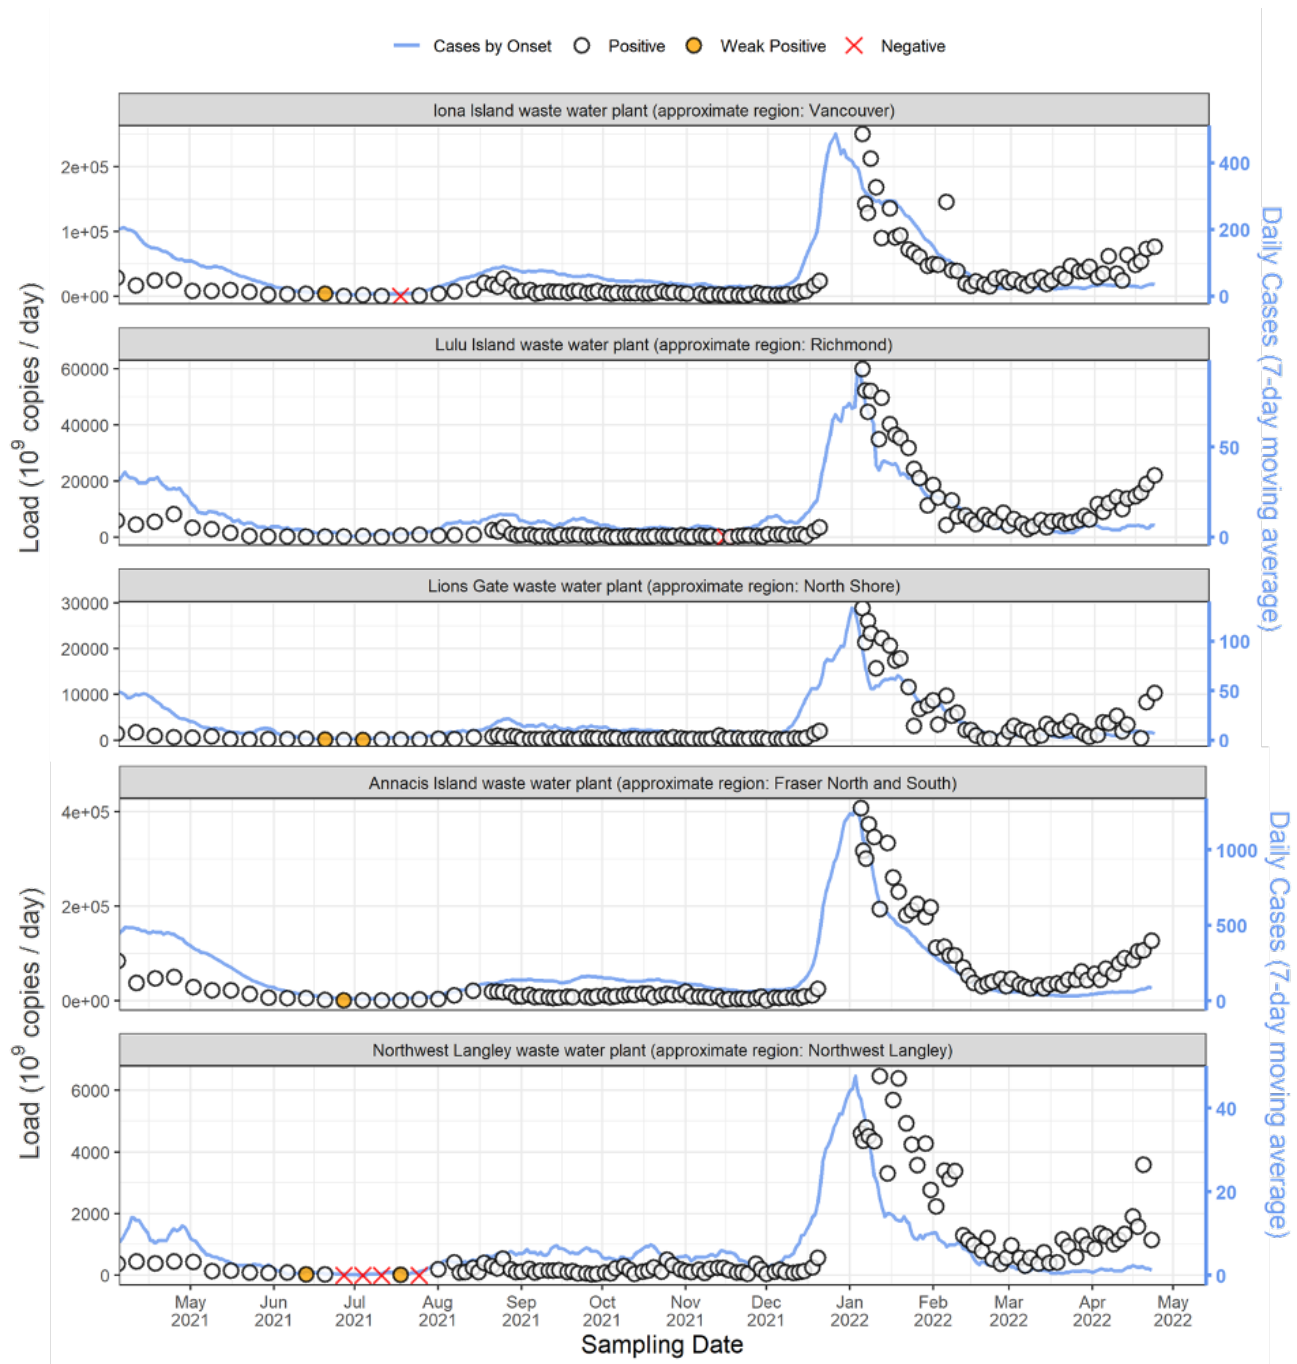 Cases by Onset Positive Weak Positive Negative
Iona Island waste water plant (approximate region: Vancouver)
2e+05
1e+05
0e+00
400
200
0
Lulu Island waste water plant (approximate region: Richmond)
60000
40000
20000
0
50
0
Lions Gate waste water plant (approximate region: North Shore)
30000
20000
10000
0
100
50
0
Load (10⁹ copies / day)
Daily Cases (7-day moving average)
Annacis Island waste water plant (approximate region: Fraser North and South)
4e+05
2e+05
0e+00
1000
500
0
Northwest Langley waste water plant (approximate region: Northwest Langley)
6000
4000
2000
0
40
20
0
Load (10⁹ copies / day)
Daily Cases (7-day moving average)
May Jun Jul Aug Sep Oct Nov Dec Jan Feb Mar Apr May
2021 2021 2021 2021 2021 2021 2021 2021 2022 2022 2022 2022 2022
Sampling Date